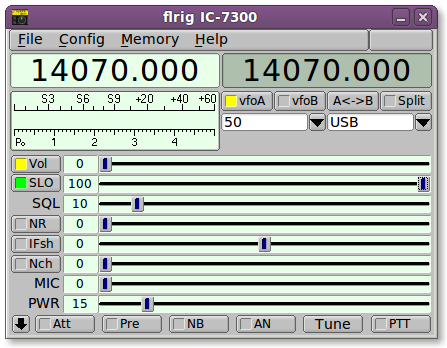 flrig IC-7300
File Config Memory Help
14070.000 14070.000
S3 S6 S9 +20 +40 +60
Po 1 2 3 4
vfoA vfoB A<->B Split
50 USB
Vol 0
SLO 100
SQL 10
NR 0
IFsh 0
Nch 0
MIC 0
PWR 15
Att Pre NB AN Tune PTT